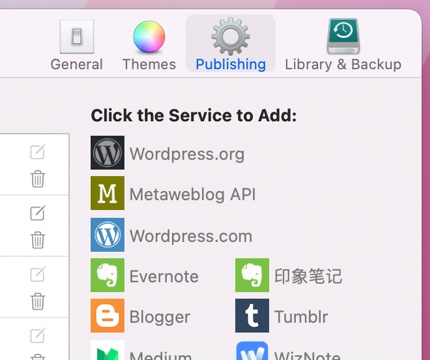 General Themes Publishing Library & Backup
Click the Service to Add:
Wordpress.org
M Metaweblog API
Wordpress.com
Evernote 印象笔记
Blogger t Tumblr
Medium WizNote